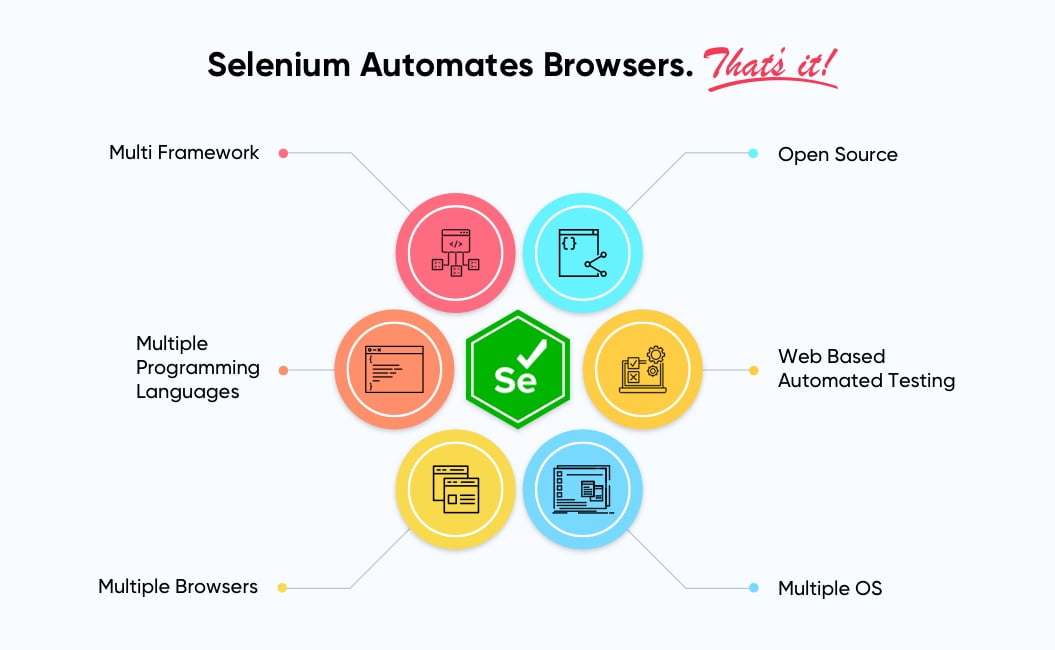 Selenium Automates Browsers. That's it!
Multi Framework
Open Source
Multiple
Programming
Languages
Se
Web Based
Automated Testing
Multiple Browsers
Multiple OS